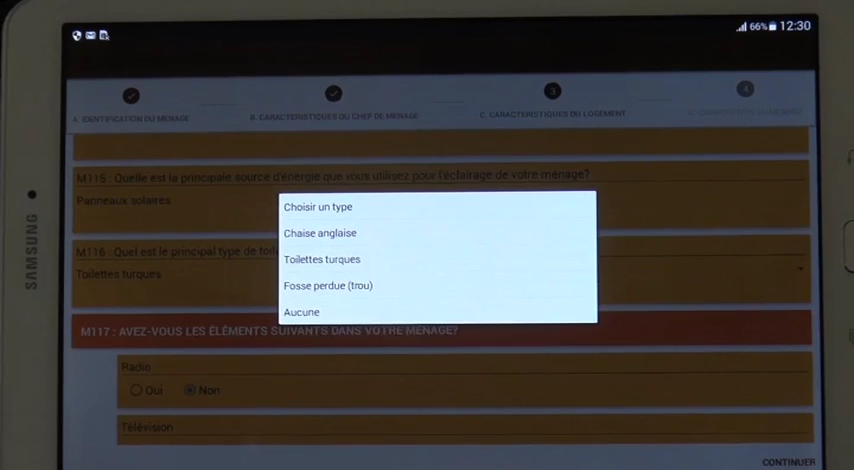 66% 12:30
3
4
A. IDENTIFICATION DU MENAGE
B. CARACTERISTIQUES DU CHEF DE MENAGE
C. CARACTERISTIQUES DU LOGEMENT
M115 : Quelle est la principale source d'énergie que vous utilisez pour l'éclairage de votre ménage?
Panneaux solaires
Choisir un type
Chaise anglaise
Toilettes turques
Fosse perdue (trou)
Aucune
M116 : Quel est le principal type de
Toilettes turques
M117 : AVEZ-VOUS LES ÉLÉMENTS SUIVANTS DANS VOTRE MENAGE?
Radio
Oui Non
Télévision
CONTINUER
SAMSUNG